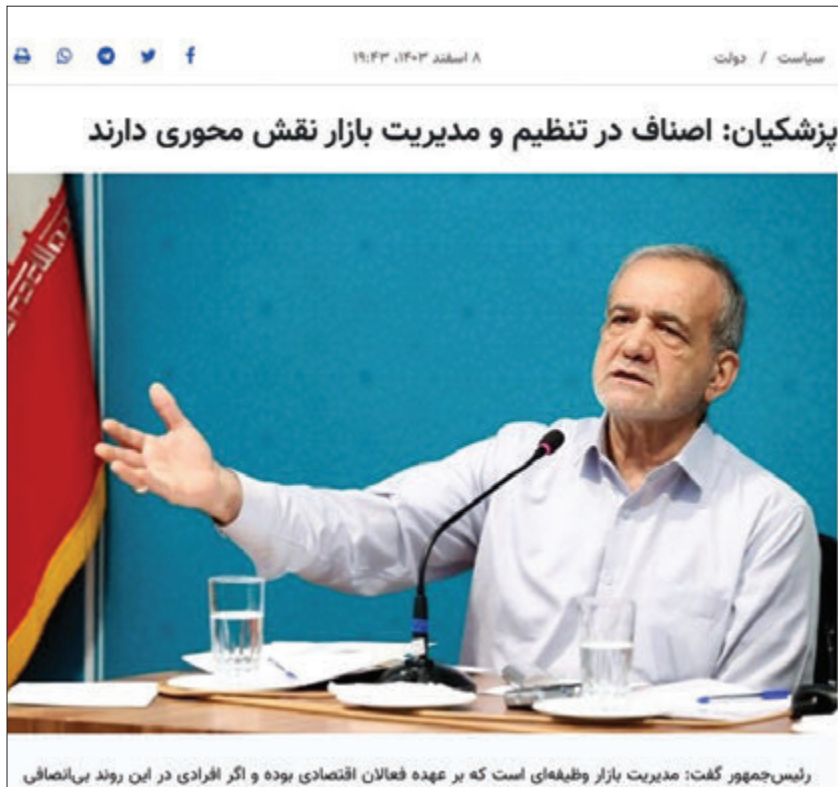 سیاست / دولت
۸ اسفند ۱۴۰۳، ۱۹:۴۳
پزشکیان: اصناف در تنظیم و مدیریت بازار نقش محوری دارند
رئیس‌جمهور گفت: مدیریت بازار وظیفه‌ای است که بر عهده فعالان اقتصادی بوده و اگر افرادی در این روند بی‌انصافی